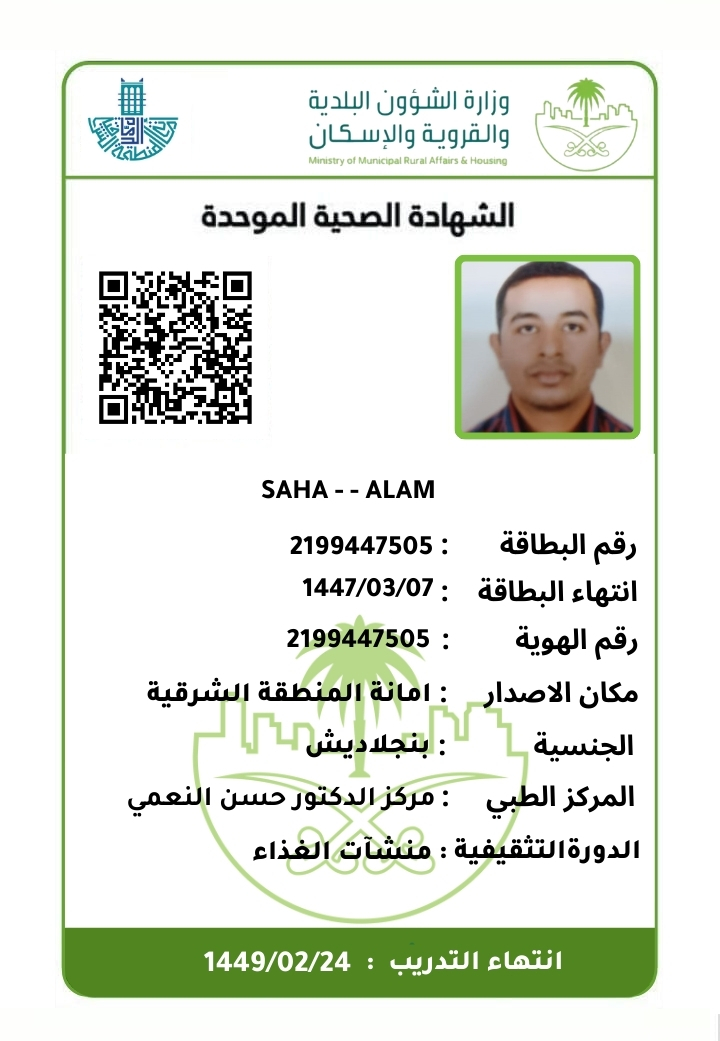 وزارة الشؤون البلدية
والقروية والإسكان
Ministry of Municipal Rural Affairs & Housing
الشهادة الصحية الموحدة
SAHA - - ALAM
رقم البطاقة : 2199447505
انتهاء البطاقة : 1447/03/07
رقم الهوية : 2199447505
مكان الاصدار : امانة المنطقة الشرقية
الجنسية : بنجلاديش
المركز الطبي : مركز الدكتور حسن النعمي
الدورةالتثقيفية : منشآت الغذاء
انتهاء التدريب : 1449/02/24